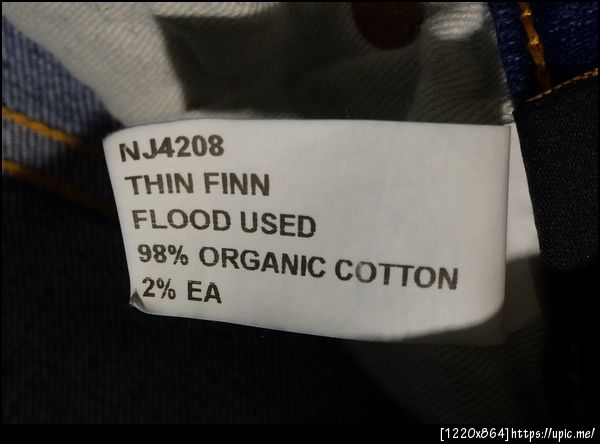 NJ4208
THIN FINN
FLOOD USED
98% ORGANIC COTTON
2% EA
[1220x864]https://upic.me/